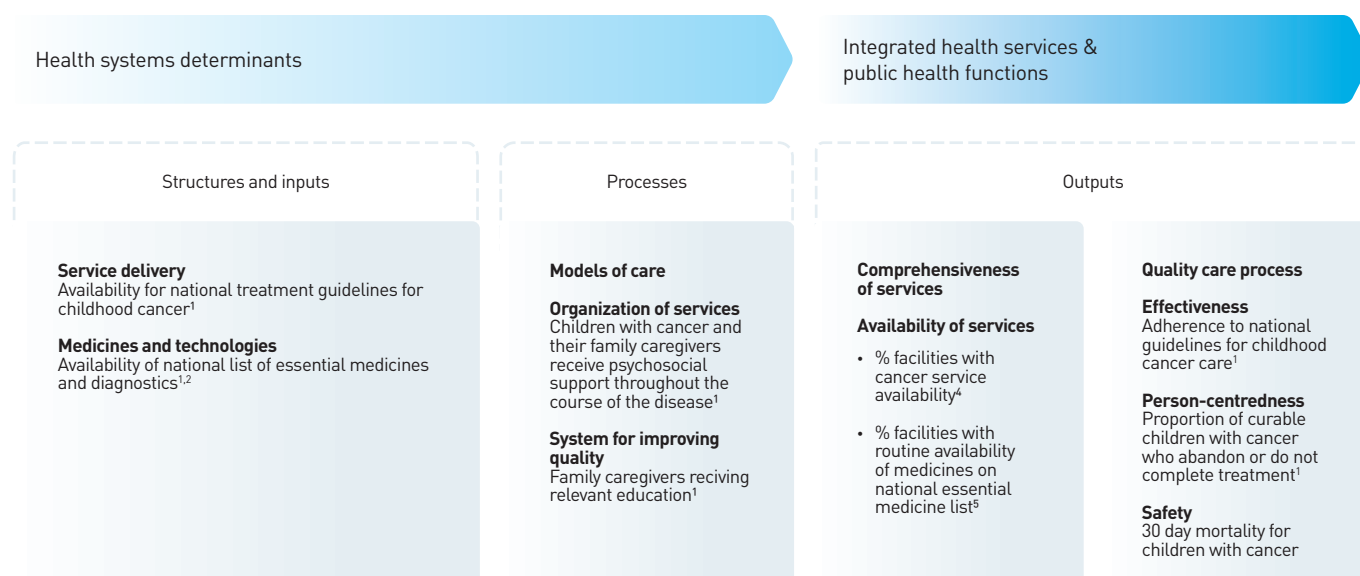 Health systems determinants
Integrated health services &
public health functions
Structures and inputs
Processes
Outputs
Service delivery
Availability for national treatment guidelines for
childhood cancer¹
Medicines and technologies
Availability of national list of essential medicines
and diagnostics¹,²
Models of care
Organization of services
Children with cancer and
their family caregivers
receive psychosocial
support throughout the
course of the disease¹
System for improving
quality
Family caregivers reciving
relevant education¹
Comprehensiveness
of services
Availability of services
• % facilities with
cancer service
availability⁴
• % facilities with
routine availability
of medicines on
national essential
medicine list⁵
Quality care process
Effectiveness
Adherence to national
guidelines for childhood
cancer care¹
Person-centredness
Proportion of curable
children with cancer
who abandon or do not
complete treatment¹
Safety
30 day mortality for
children with cancer